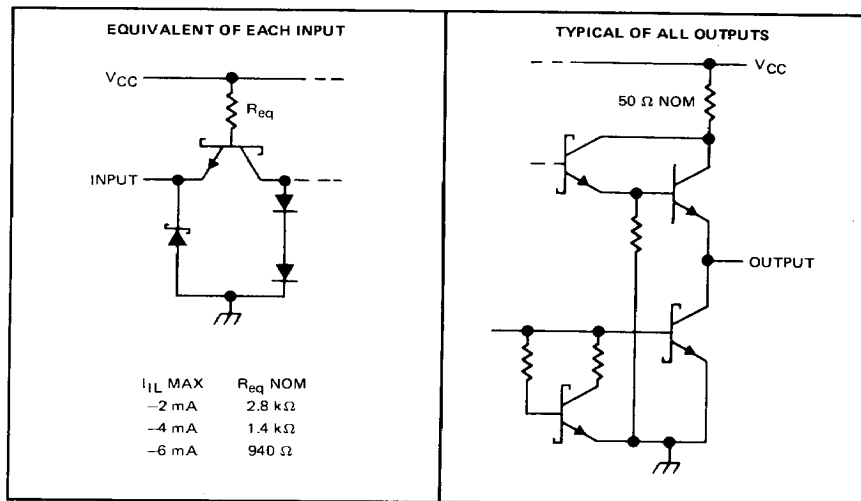 EQUIVALENT OF EACH INPUT
VCC
Req
INPUT
IIL MAX Req NOM
−2 mA 2.8 kΩ
−4 mA 1.4 kΩ
−6 mA 940 Ω
TYPICAL OF ALL OUTPUTS
VCC
50 Ω NOM
OUTPUT